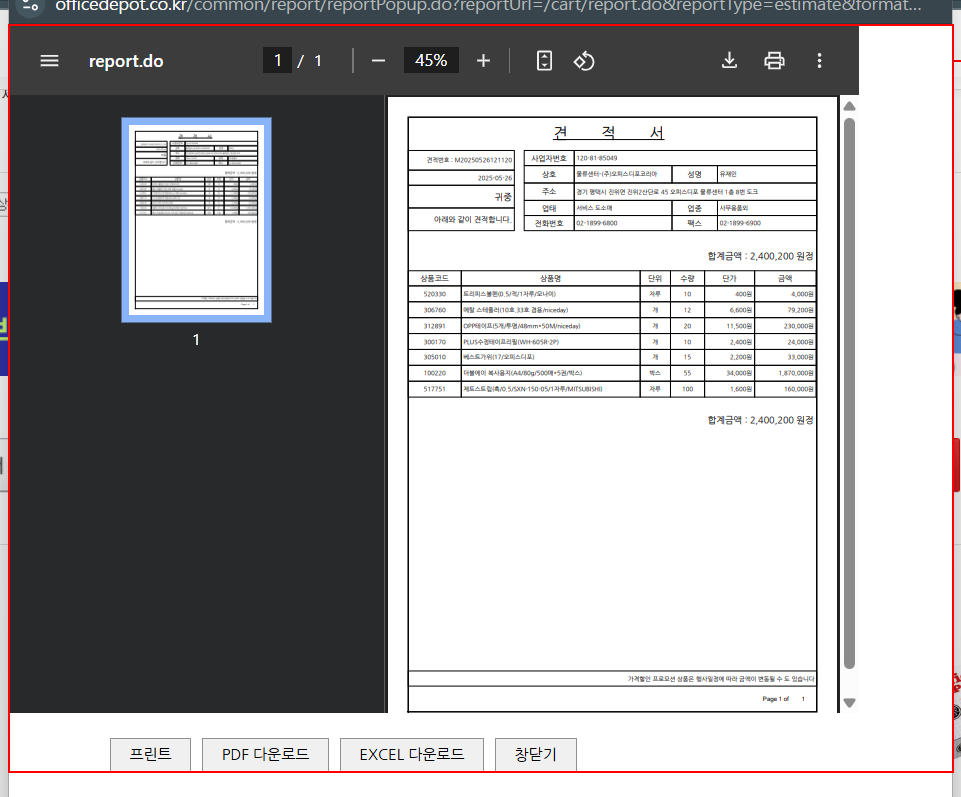 officedepot.co.kr/common/report/reportPopup.do?reportUrl=/cart/report.do&reportType=estimate&format...
report.do
1 / 1
45%
1
견 적 서
견적번호 : M20250526121120
2025-05-26
귀중
아래와 같이 견적합니다.
사업자번호 120-81-85049
상호 물류센터-(주)오피스디포코리아 성명 유재민
주소 경기 평택시 진위면 진위2산단로 45 오피스디포 물류센터 1층 8번 도크
업태 서비스 도소매 업종 사무용품외
전화번호 02-1899-6800 팩스 02-1899-6900
합계금액 : 2,400,200 원정
상품코드 상품명 단위 수량 단가 금액
520330 트리피스볼펜(0.5/적/1자루/모나미) 자루 10 400원 4,000원
306760 메탈 스테플러(10호,33호 겸용/niceday) 개 12 6,600원 79,200원
312891 OPP테이프(5개/투명/48mm*50M/niceday) 개 20 11,500원 230,000원
300170 PLUS수정테이프리필(WH-605R-2P) 개 10 2,400원 24,000원
305010 베스트가위(17/오피스디포) 개 15 2,200원 33,000원
100220 더블에이 복사용지(A4/80g/500매*5권/박스) 박스 55 34,000원 1,870,000원
517751 제트스트림(흑/0.5/SXN-150-05/1자루/MITSUBISHI) 자루 100 1,600원 160,000원
합계금액 : 2,400,200 원정
가격할인 프로모션 상품은 행사일정에 따라 금액이 변동될 수 도 있습니다
Page 1 of 1
프린트 PDF 다운로드 EXCEL 다운로드 창닫기